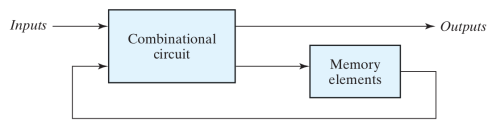 Inputs
Combinational
circuit
Outputs
Memory
elements